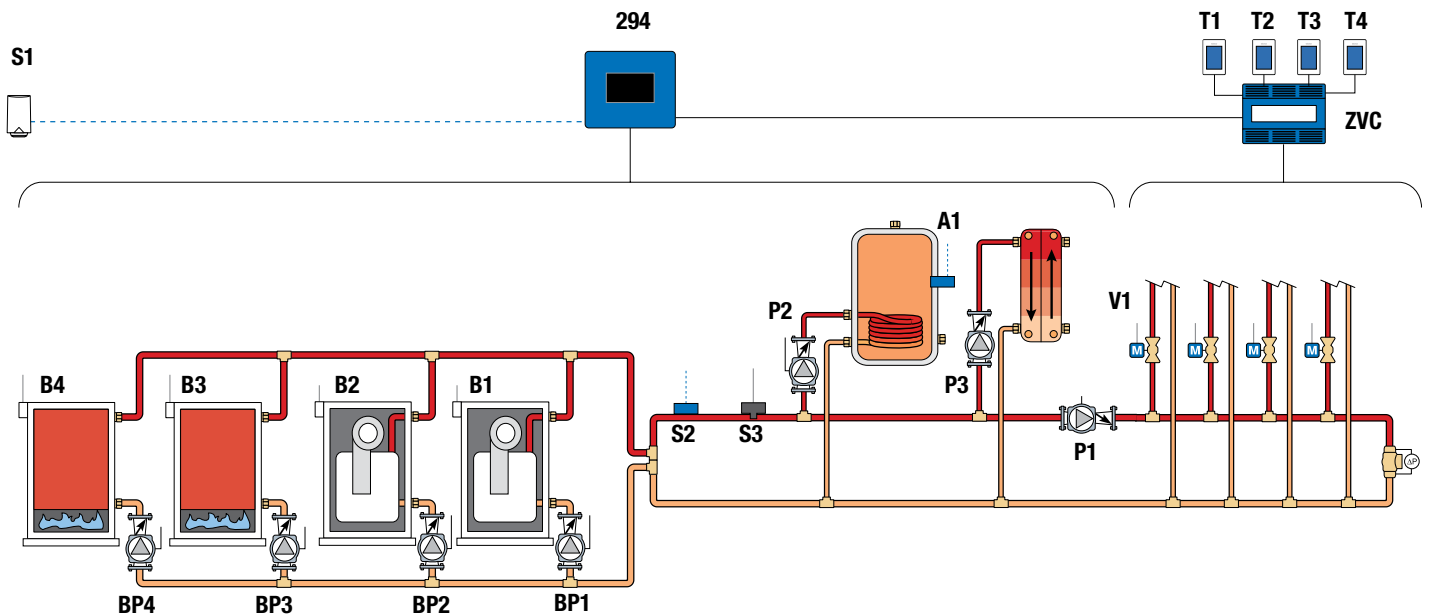 S1
294
T1 T2 T3 T4
ZVC
A1
P2
P3
V1
M M M M
B4 B3 B2 B1
S2 S3
P1
ΔP
BP4 BP3 BP2 BP1